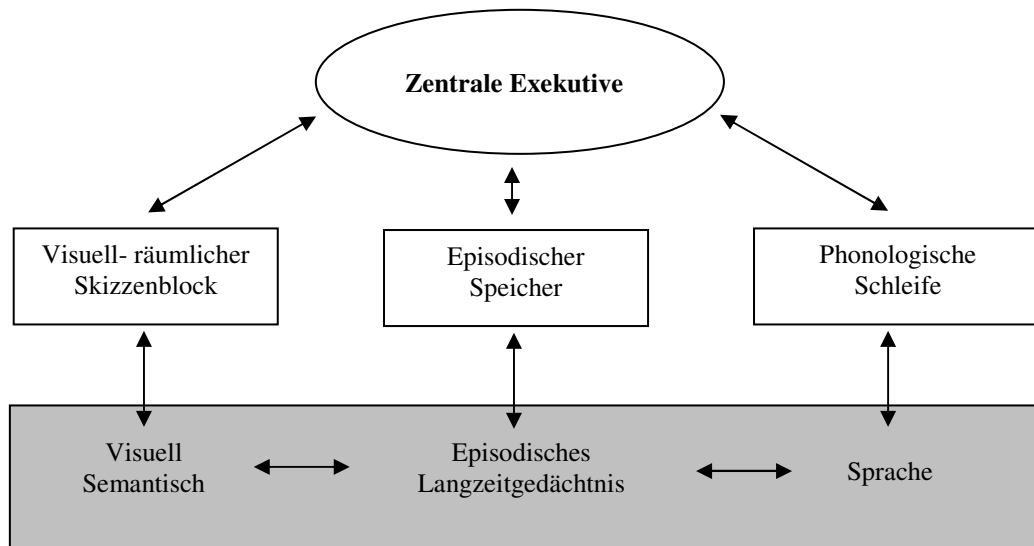 Zentrale Exekutive
Visuell- räumlicher
Skizzenblock
Episodischer
Speicher
Phonologische
Schleife
Visuell
Semantisch
Episodisches
Langzeitgedächtnis
Sprache